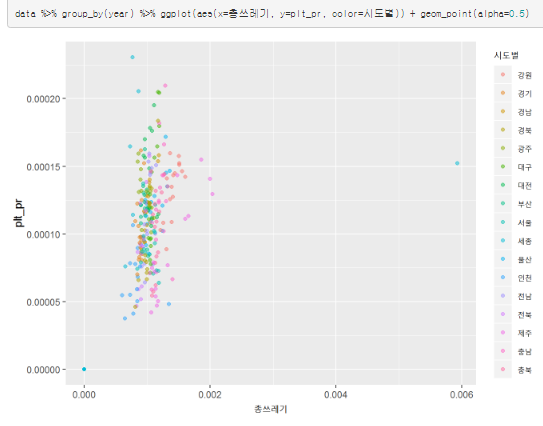 data %>% group_by(year) %>% ggplot(aes(x=총쓰레기, y=plt_pr, color=시도별)) + geom_point(alpha=0.5)
시도별
강원
경기
경남
경북
광주
대구
대전
부산
서울
세종
울산
인천
전남
전북
제주
충남
충북
plt_pr
0.00020
0.00015
0.00010
0.00005
0.00000
0.000
0.002
0.004
0.006
총쓰레기